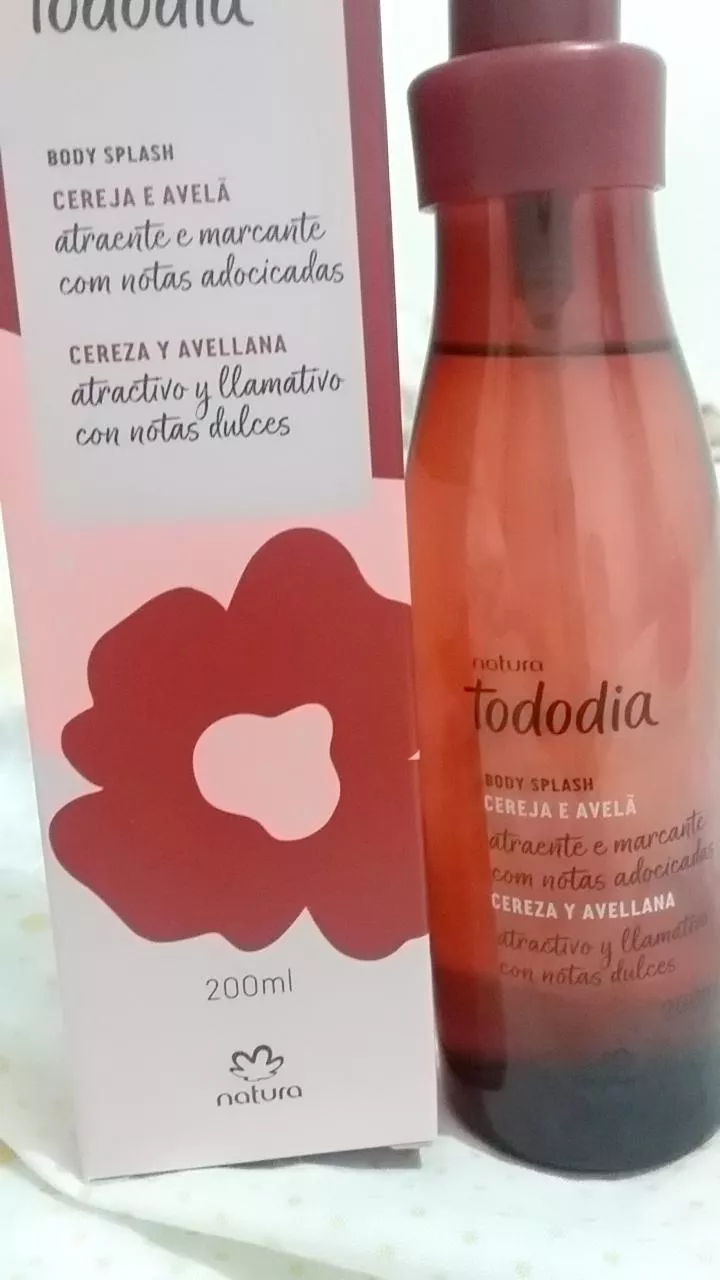 tododia
BODY SPLASH
CEREJA E AVELÃ
atraente e marcante
com notas adocicadas
CEREZA Y AVELLANA
atractivo y llamativo
con notas dulces
200ml
natura
natura
tododia
BODY SPLASH
CEREJA E AVELÃ
atraente e marcante
com notas adocicadas
CEREZA Y AVELLANA
atractivo y llamativo
con notas dulces